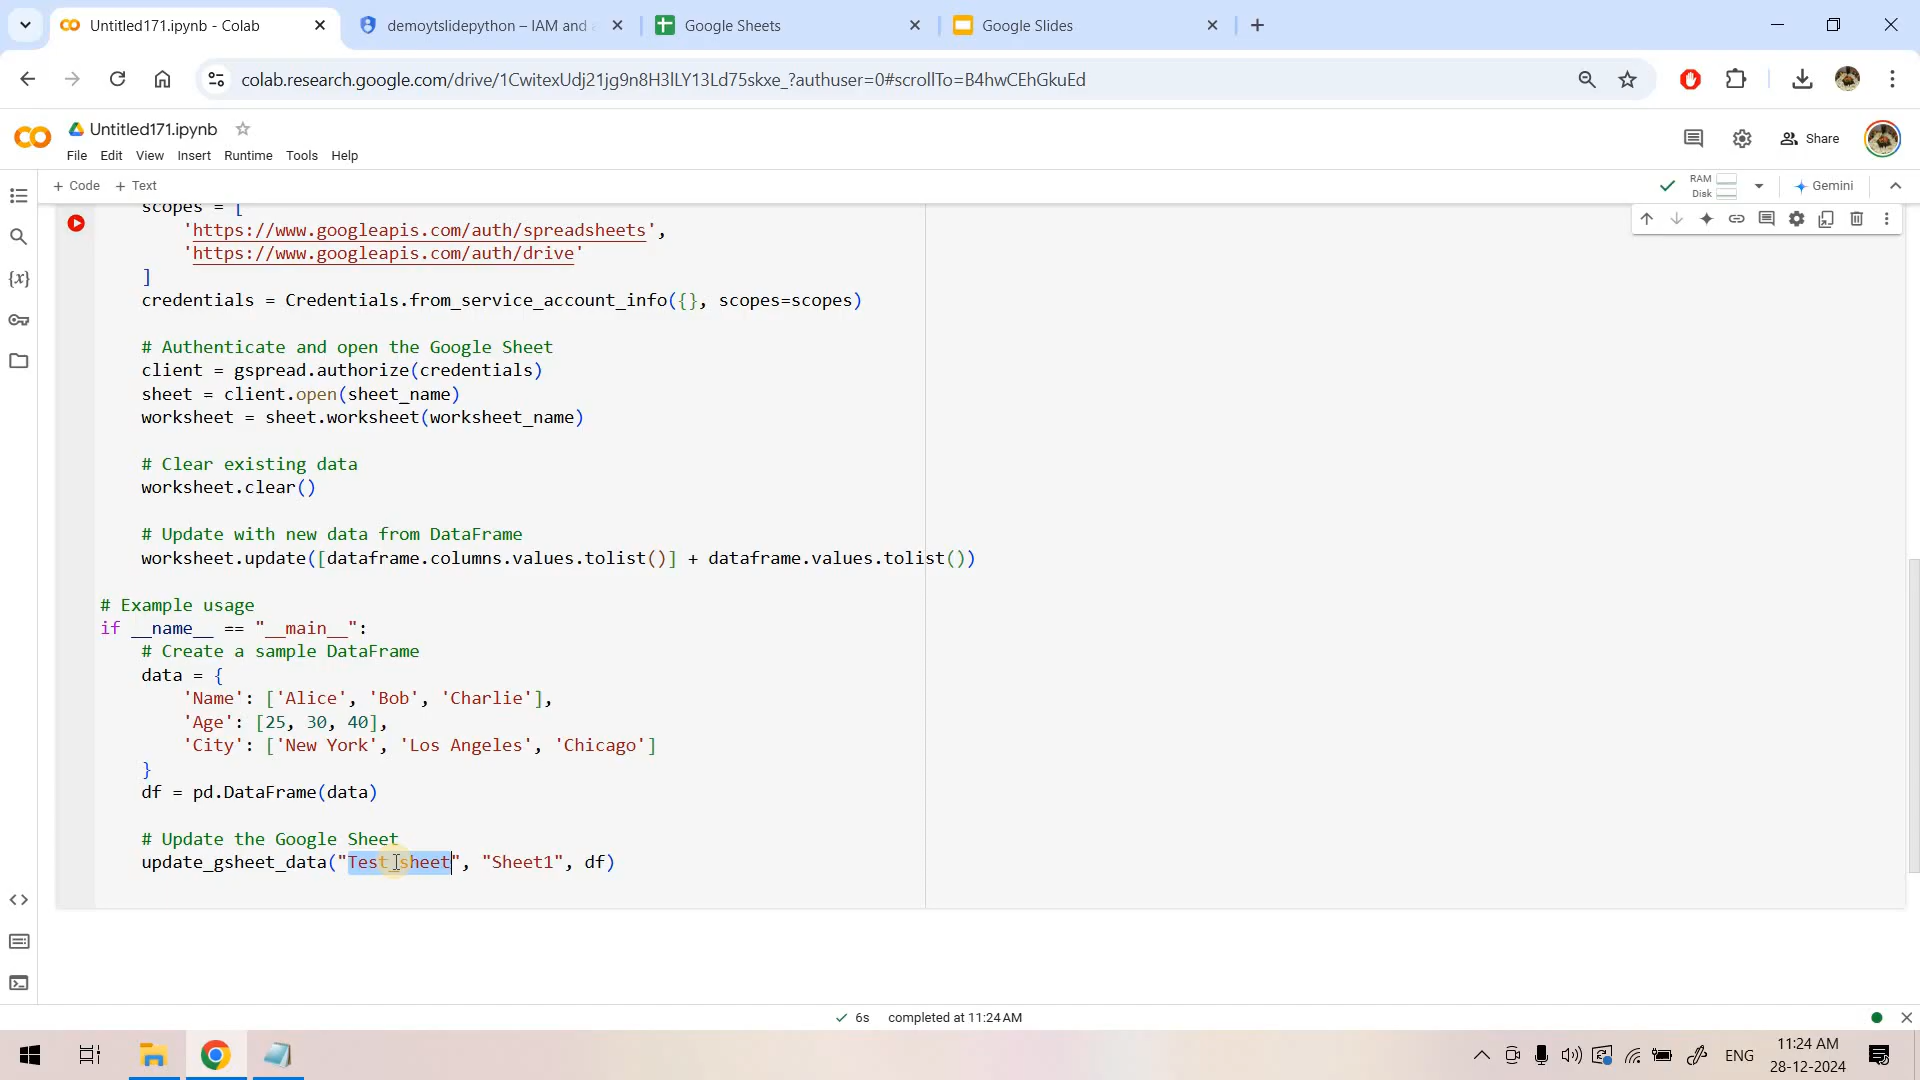 Untitled171.ipynb - Colab
demoytslidepython – IAM and a
Google Sheets
Google Slides
colab.research.google.com/drive/1CwitexUdj21jg9n8H3lLY13Ld75skxe_?authuser=0#scrollTo=B4hwCEhGkuEd
Untitled171.ipynb
File Edit View Insert Runtime Tools Help
Share
+ Code + Text
RAM
Disk
Gemini
scopes = [
'https://www.googleapis.com/auth/spreadsheets',
'https://www.googleapis.com/auth/drive'
]
credentials = Credentials.from_service_account_info({}, scopes=scopes)
# Authenticate and open the Google Sheet
client = gspread.authorize(credentials)
sheet = client.open(sheet_name)
worksheet = sheet.worksheet(worksheet_name)
# Clear existing data
worksheet.clear()
# Update with new data from DataFrame
worksheet.update([dataframe.columns.values.tolist()] + dataframe.values.tolist())
# Example usage
if __name__ == "__main__":
# Create a sample DataFrame
data = {
'Name': ['Alice', 'Bob', 'Charlie'],
'Age': [25, 30, 40],
'City': ['New York', 'Los Angeles', 'Chicago']
}
df = pd.DataFrame(data)
# Update the Google Sheet
update_gsheet_data("Test_sheet", "Sheet1", df)
6s completed at 11:24 AM
ENG
11:24 AM
28-12-2024